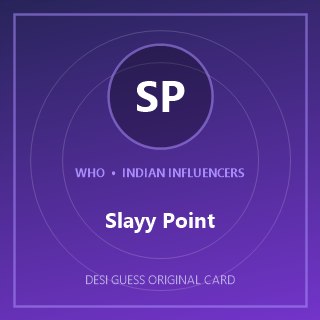 SP
WHO • INDIAN INFLUENCERS
Slayy Point
DESI GUESS ORIGINAL CARD